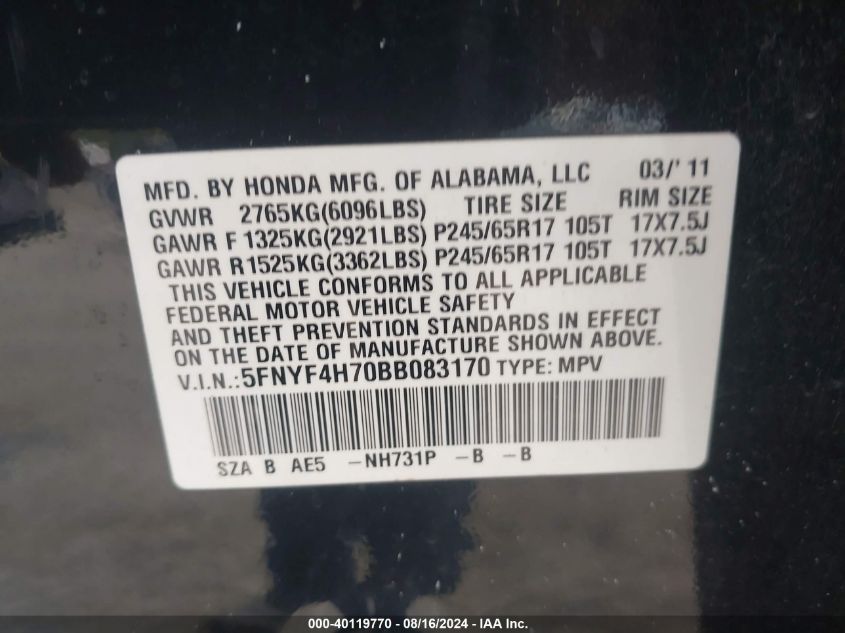 MFD. BY HONDA MFG. OF ALABAMA, LLC 03/' 11
GVWR 2765KG(6096LBS) TIRE SIZE RIM SIZE
GAWR F 1325KG(2921LBS) P245/65R17 105T 17X7.5J
GAWR R1525KG(3362LBS) P245/65R17 105T 17X7.5J
THIS VEHICLE CONFORMS TO ALL APPLICABLE
FEDERAL MOTOR VEHICLE SAFETY
AND THEFT PREVENTION STANDARDS IN EFFECT
ON THE DATE OF MANUFACTURE SHOWN ABOVE.
V.I.N.:5FNYF4H70BB083170 TYPE: MPV
SZA B AE5 -NH731P -B -B
000-40119770 - 08/16/2024 - IAA Inc.